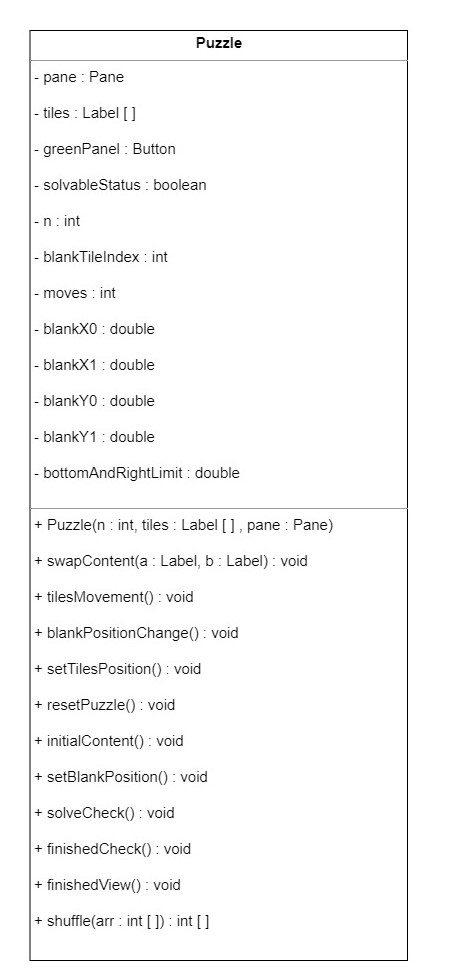 Puzzle
- pane : Pane
- tiles : Label [ ]
- greenPanel : Button
- solvableStatus : boolean
- n : int
- blankTileIndex : int
- moves : int
- blankX0 : double
- blankX1 : double
- blankY0 : double
- blankY1 : double
- bottomAndRightLimit : double
+ Puzzle(n : int, tiles : Label [ ] , pane : Pane)
+ swapContent(a : Label, b : Label) : void
+ tilesMovement() : void
+ blankPositionChange() : void
+ setTilesPosition() : void
+ resetPuzzle() : void
+ initialContent() : void
+ setBlankPosition() : void
+ solveCheck() : void
+ finishedCheck() : void
+ finishedView() : void
+ shuffle(arr : int [ ]) : int [ ]